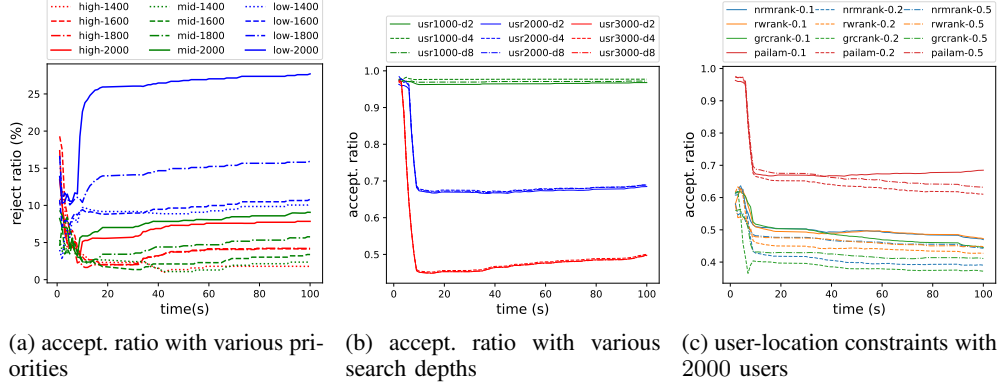 high-1400 mid-1400 low-1400
high-1600 mid-1600 low-1600
high-1800 mid-1800 low-1800
high-2000 mid-2000 low-2000
reject ratio (%)
25
20
15
10
5
0
0 20 40 60 80 100
time(s)
(a) accept. ratio with various pri-
orities
usr1000-d2 usr2000-d2 usr3000-d2
usr1000-d4 usr2000-d4 usr3000-d4
usr1000-d8 usr2000-d8 usr3000-d8
accept. ratio
1.0
0.9
0.8
0.7
0.6
0.5
0 20 40 60 80 100
time (s)
(b) accept. ratio with various
search depths
nrmrank-0.1 nrmrank-0.2 nrmrank-0.5
rwrank-0.1 rwrank-0.2 rwrank-0.5
grcrank-0.1 grcrank-0.2 grcrank-0.5
pailam-0.1 pailam-0.2 pailam-0.5
accept. ratio
1.0
0.9
0.8
0.7
0.6
0.5
0.4
0 20 40 60 80 100
time (s)
(c) user-location constraints with
2000 users